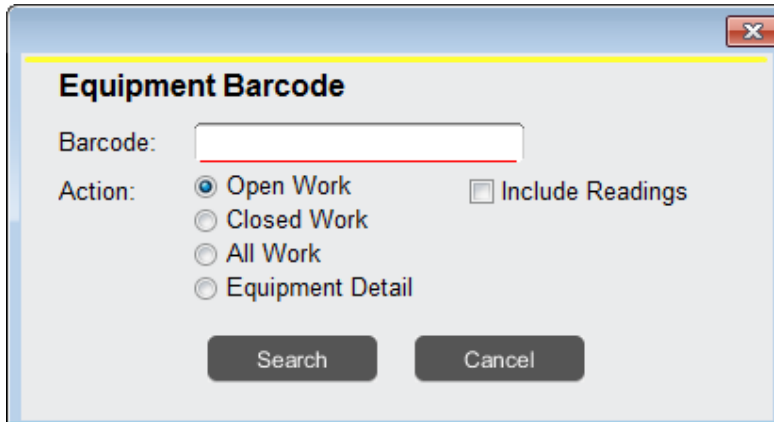 Equipment Barcode
Barcode:
Action: Open Work Include Readings
Closed Work
All Work
Equipment Detail
Search Cancel